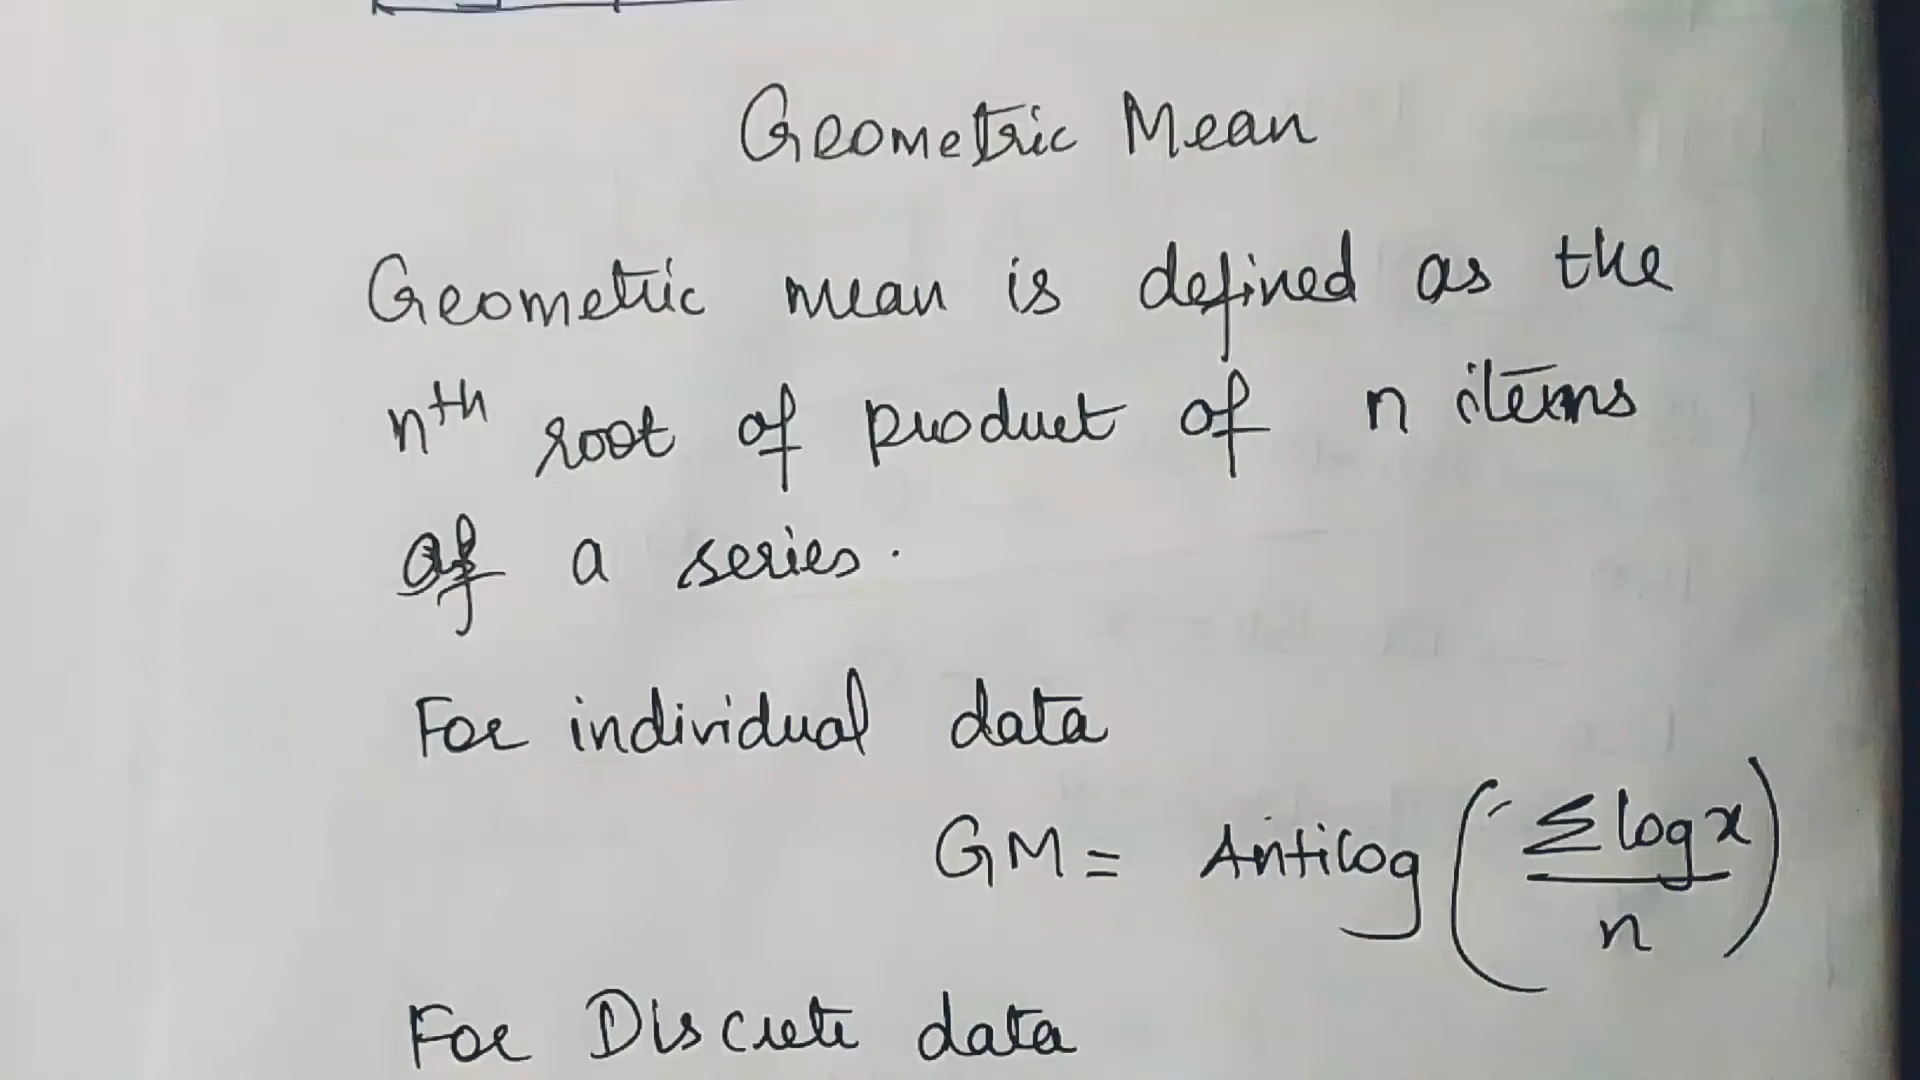 Geometric Mean
Geometric mean is defined as the
nth root of product of n items
of a series.
For individual data
GM = Antilog (Σ log x / n)
For Discrete data